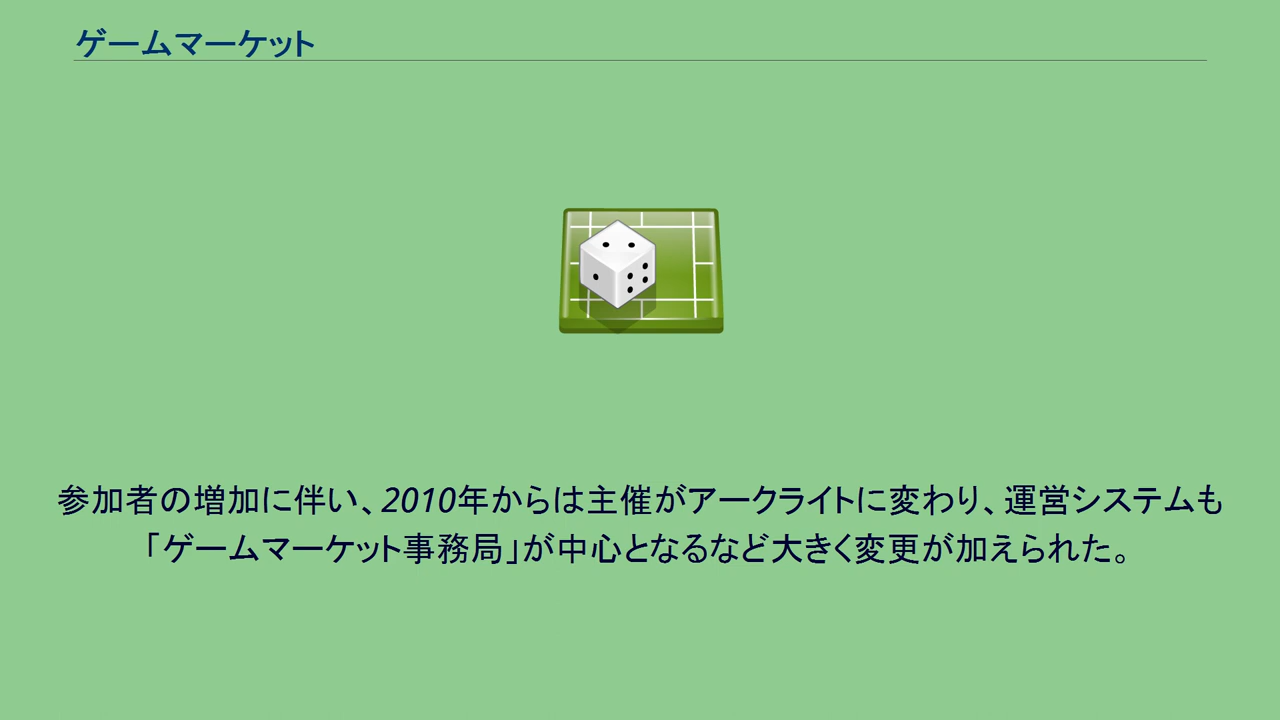 ゲームマーケット
参加者の増加に伴い、2010年からは主催がアークライトに変わり、運営システムも
「ゲームマーケット事務局」が中心となるなど大きく変更が加えられた。